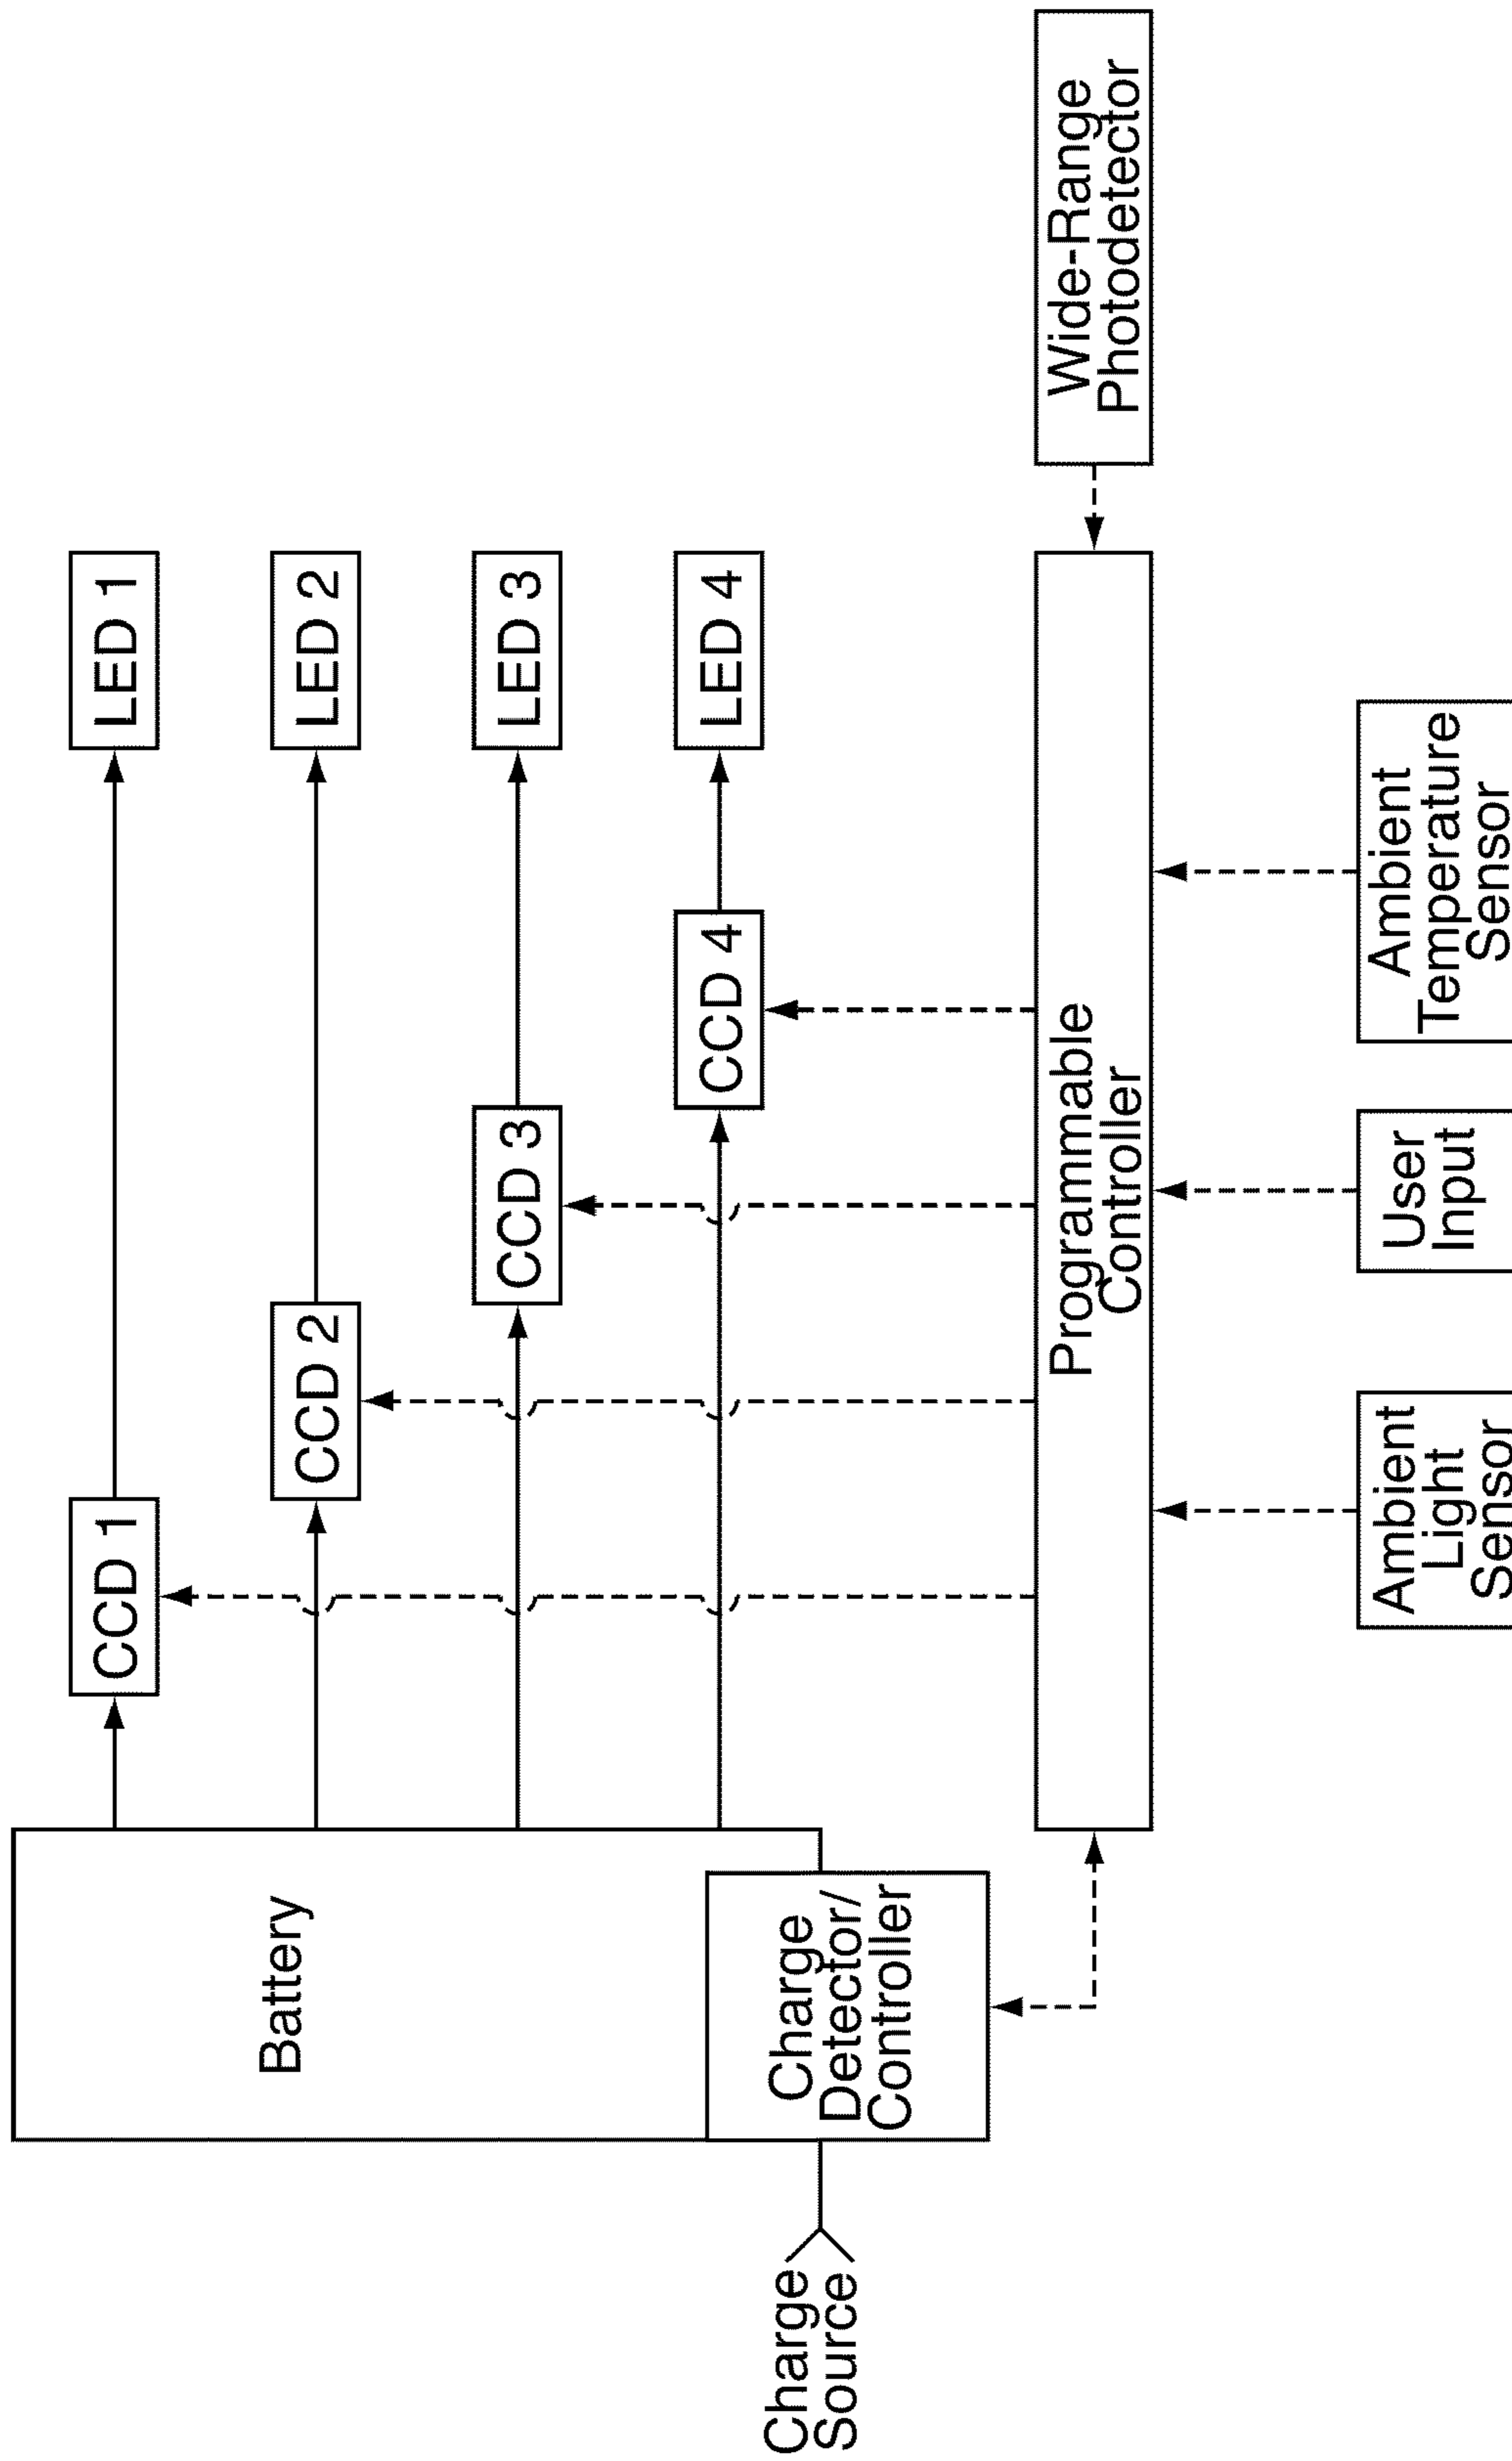 Battery
Charge
Detector/
Controller
Charge
Source
CCD 1
LED 1
CCD 2
LED 2
CCD 3
LED 3
CCD 4
LED 4
Programmable
Controller
Wide-Range
Photodetector
Ambient
Light
Sensor
User
Input
Ambient
Temperature
Sensor